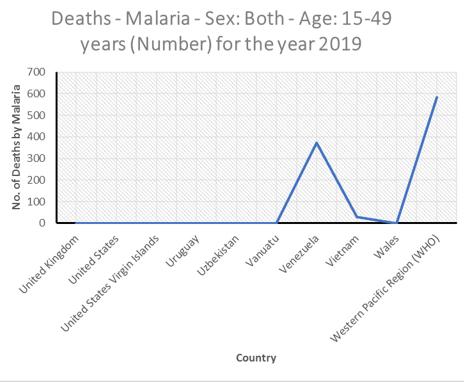 Deaths - Malaria - Sex: Both - Age: 15-49
years (Number) for the year 2019
No. of Deaths by Malaria
700
600
500
400
300
200
100
0
United Kingdom
United States
United States Virgin Islands
Uruguay
Uzbekistan
Vanuatu
Venezuela
Vietnam
Wales
Western Pacific Region (WHO)
Country